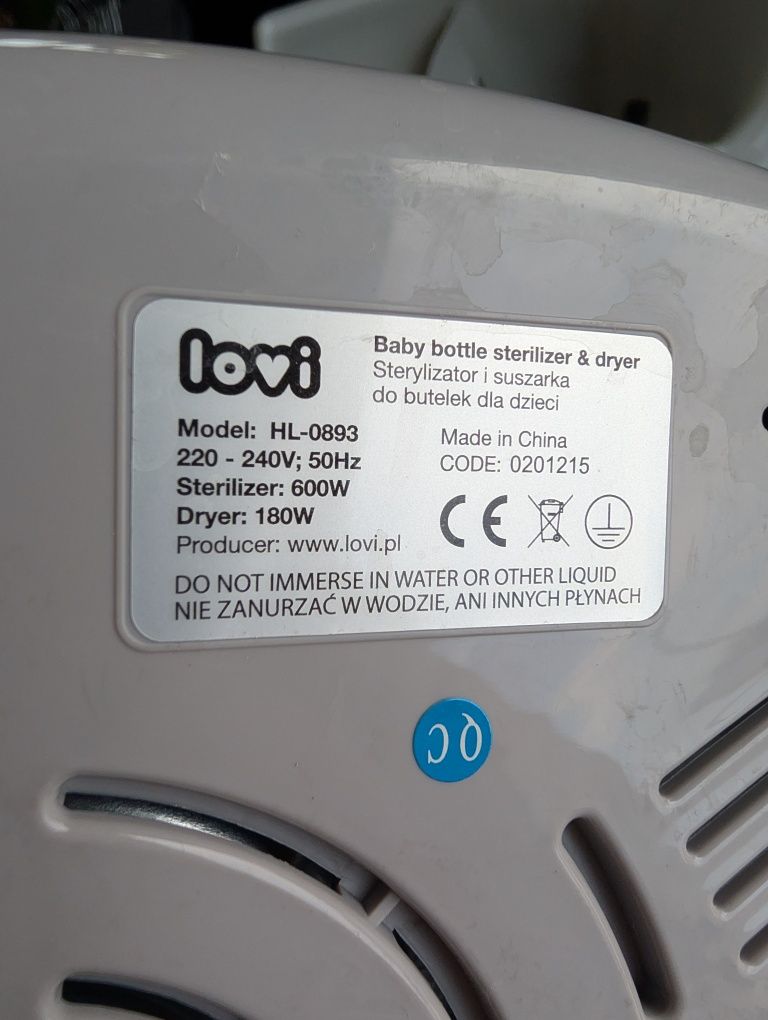 lovi
Baby bottle sterilizer & dryer
Sterylizator i suszarka
do butelek dla dzieci
Model: HL-0893
220 - 240V; 50Hz
Sterilizer: 600W
Dryer: 180W
Producer: www.lovi.pl
Made in China
CODE: 0201215
CE
DO NOT IMMERSE IN WATER OR OTHER LIQUID
NIE ZANURZAĆ W WODZIE, ANI INNYCH PŁYNACH
QC